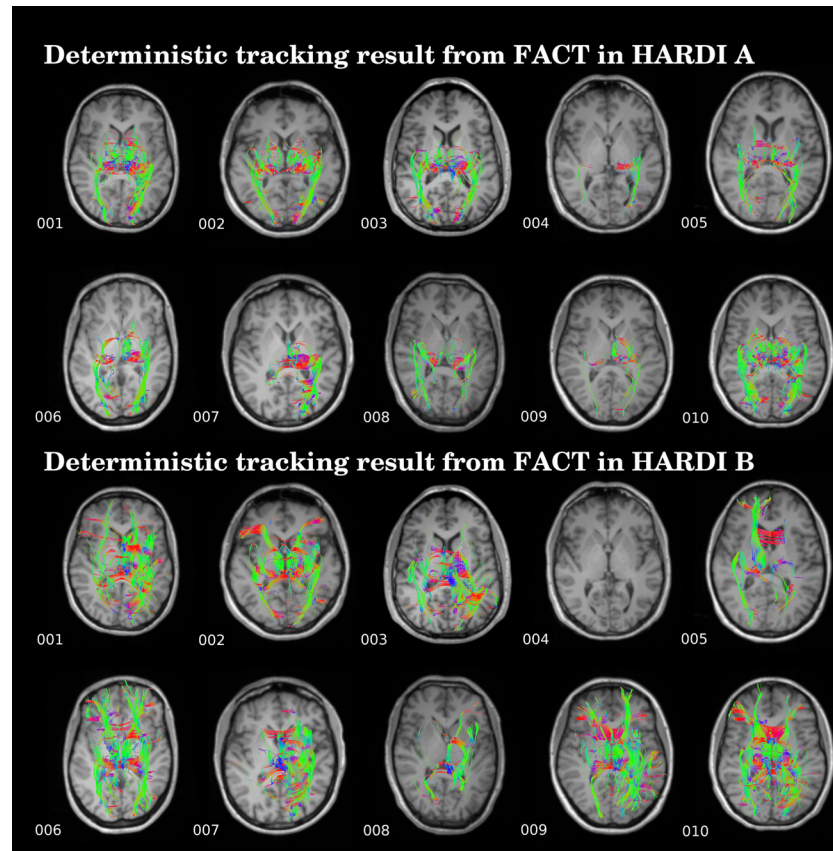 Deterministic tracking result from FACT in HARDI A
001 002 003 004 005
006 007 008 009 010
Deterministic tracking result from FACT in HARDI B
001 002 003 004 005
006 007 008 009 010